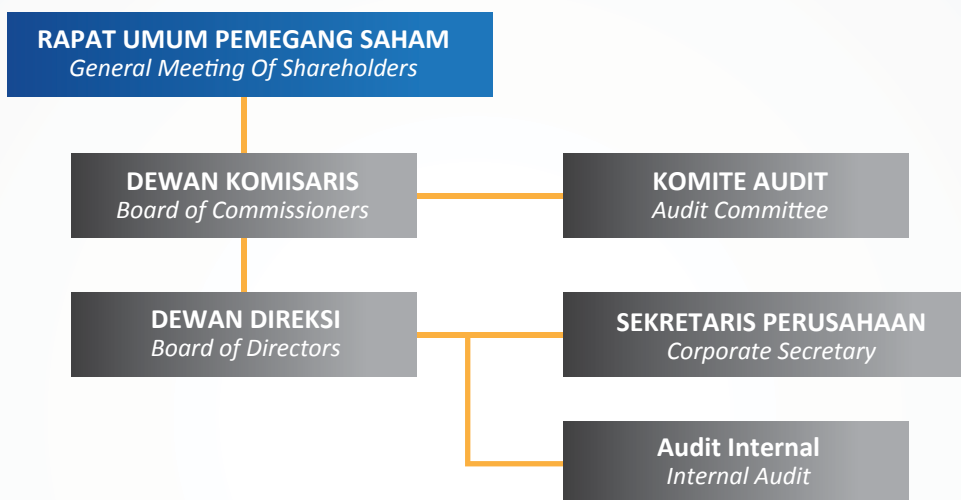 RAPAT UMUM PEMEGANG SAHAM
General Meeting Of Shareholders
DEWAN KOMISARIS
Board of Commissioners
KOMITE AUDIT
Audit Committee
DEWAN DIREKSI
Board of Directors
SEKRETARIS PERUSAHAAN
Corporate Secretary
Audit Internal
Internal Audit